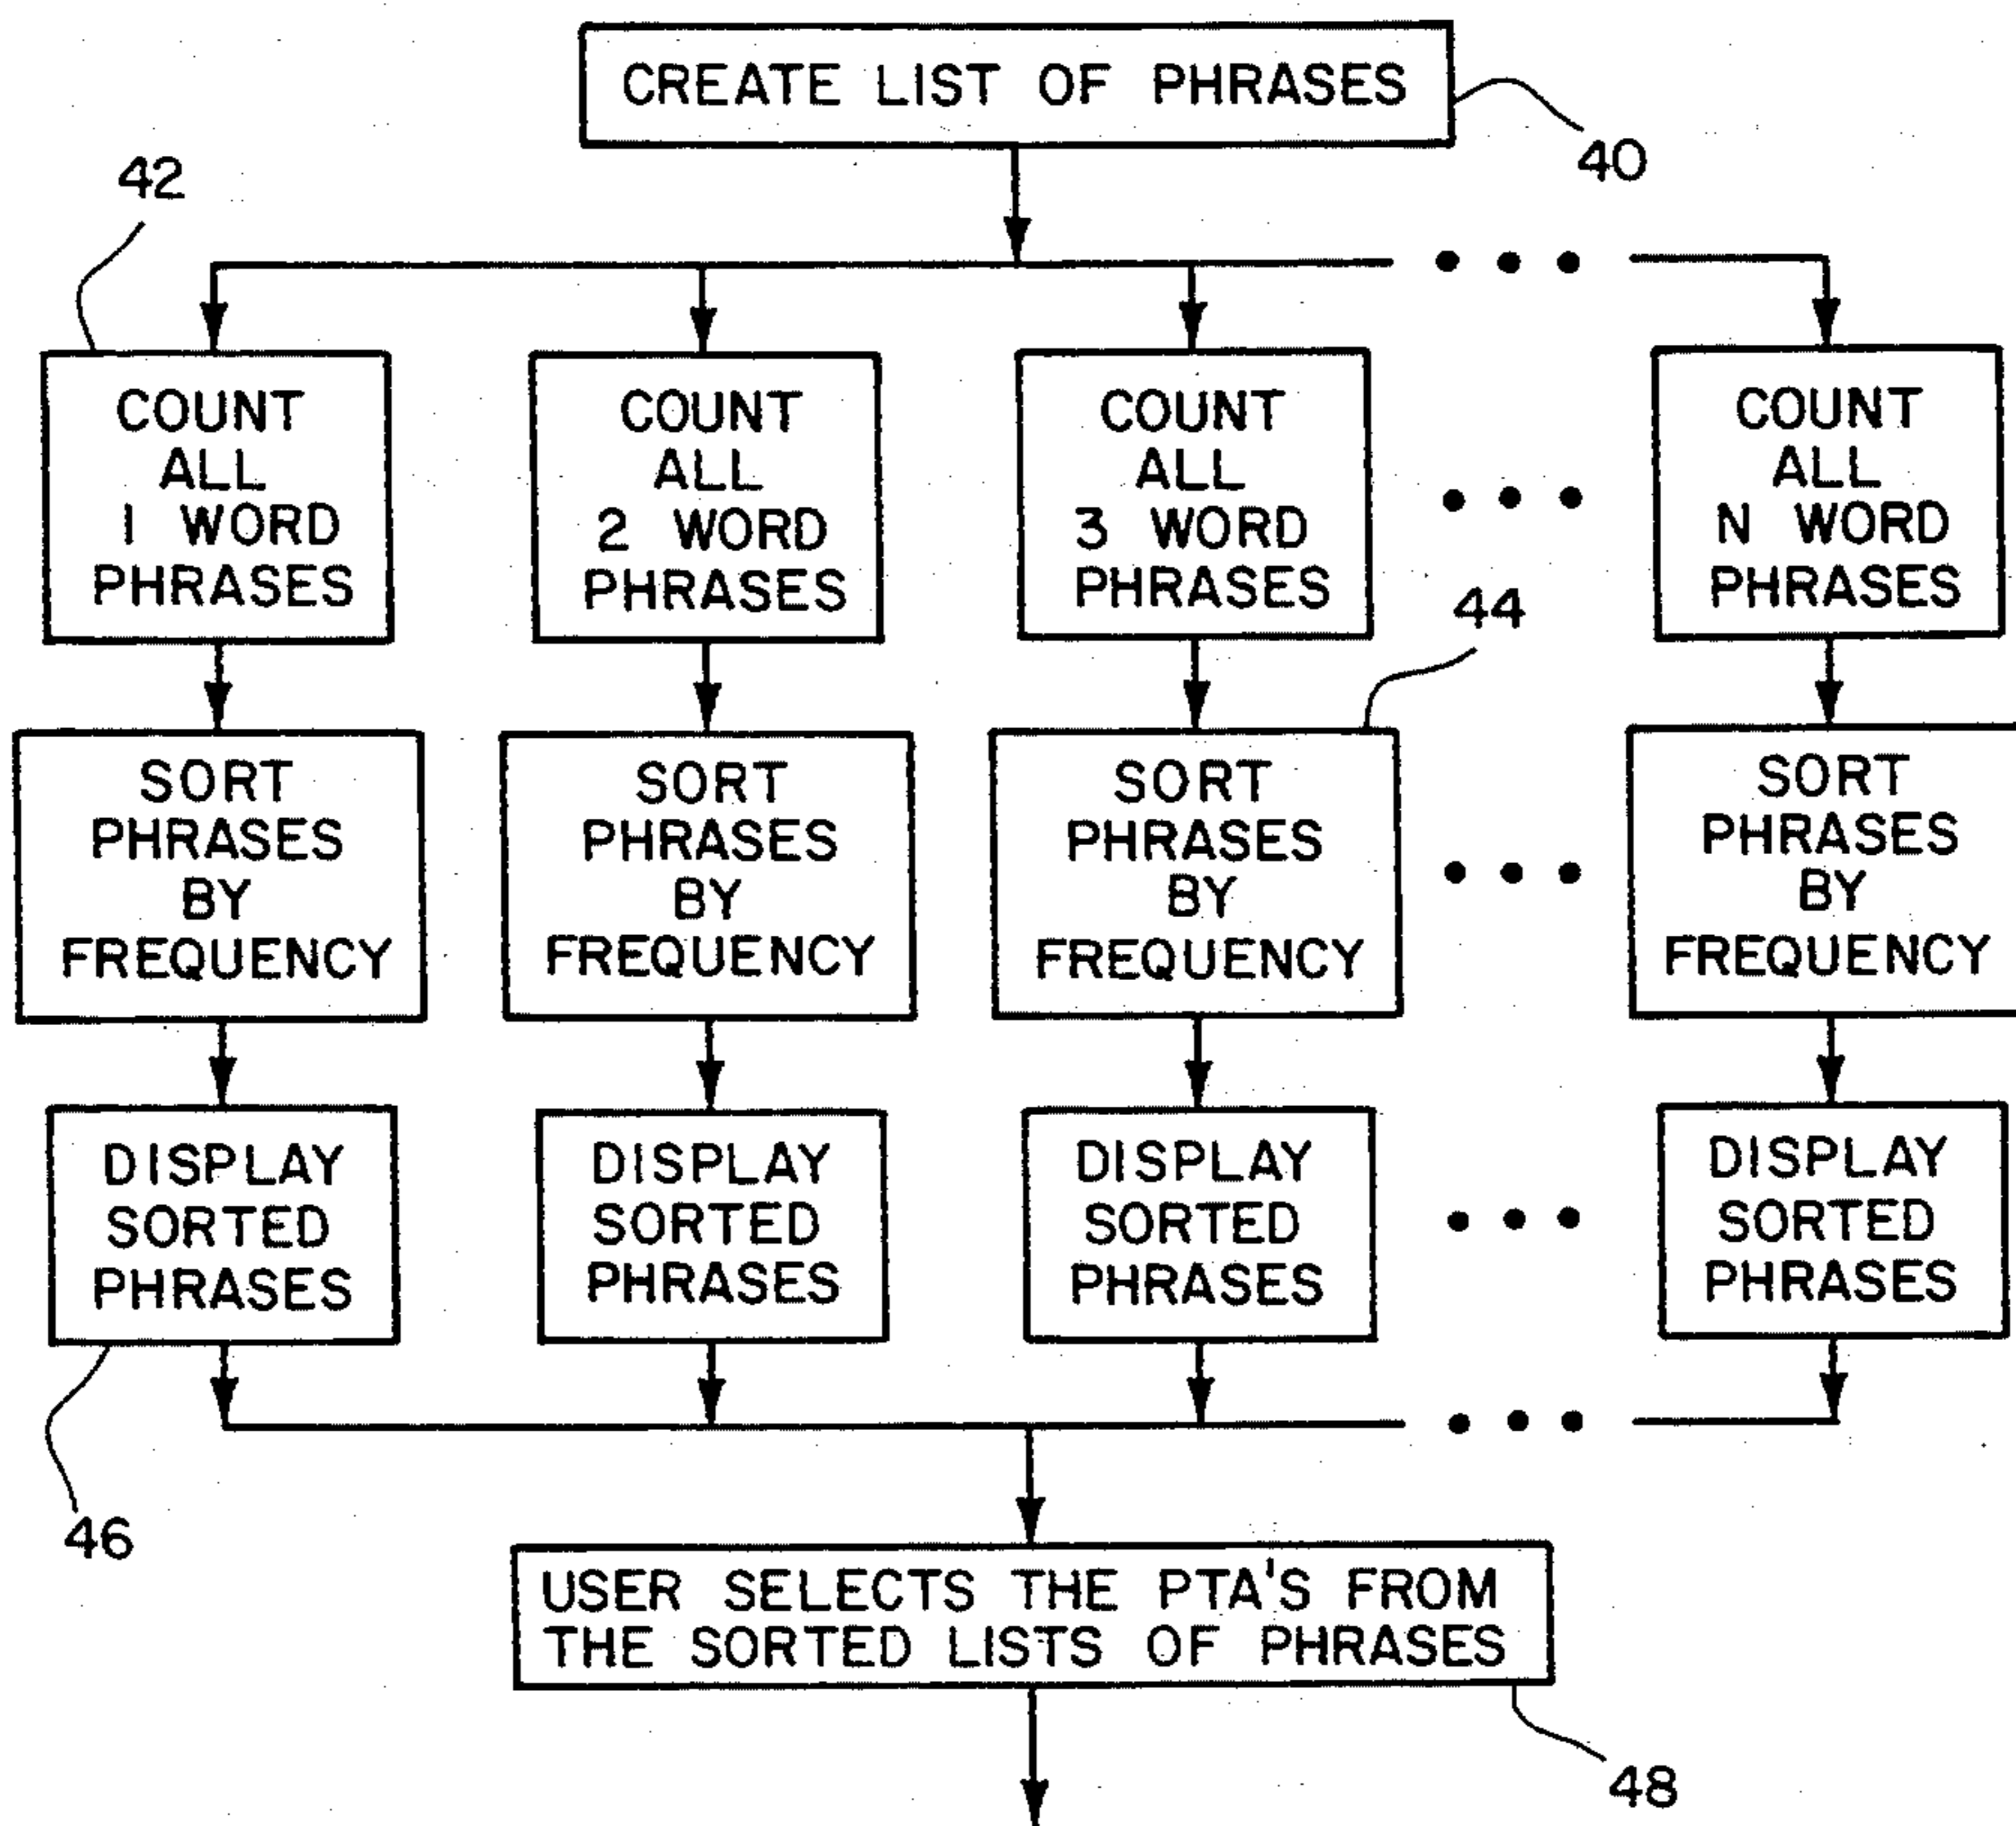 CREATE LIST OF PHRASES
40
42
COUNT
ALL
1 WORD
PHRASES
COUNT
ALL
2 WORD
PHRASES
COUNT
ALL
3 WORD
PHRASES
COUNT
ALL
N WORD
PHRASES
44
SORT
PHRASES
BY
FREQUENCY
SORT
PHRASES
BY
FREQUENCY
SORT
PHRASES
BY
FREQUENCY
SORT
PHRASES
BY
FREQUENCY
DISPLAY
SORTED
PHRASES
DISPLAY
SORTED
PHRASES
DISPLAY
SORTED
PHRASES
DISPLAY
SORTED
PHRASES
46
USER SELECTS THE PTA'S FROM
THE SORTED LISTS OF PHRASES
48